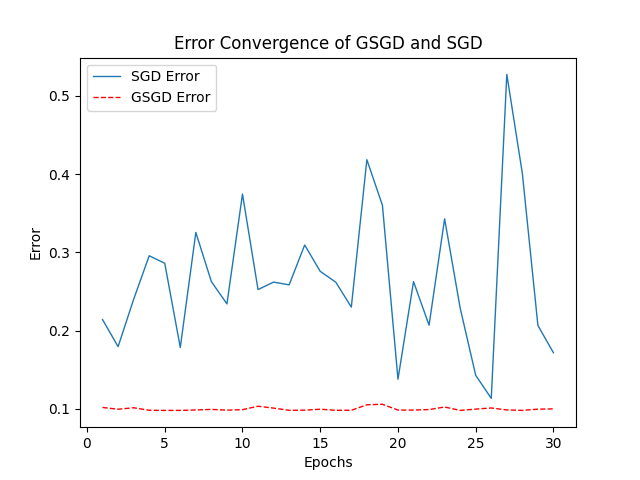 Error Convergence of GSGD and SGD
SGD Error
GSGD Error
0.5
0.4
0.3
0.2
0.1
Error
0 5 10 15 20 25 30
Epochs